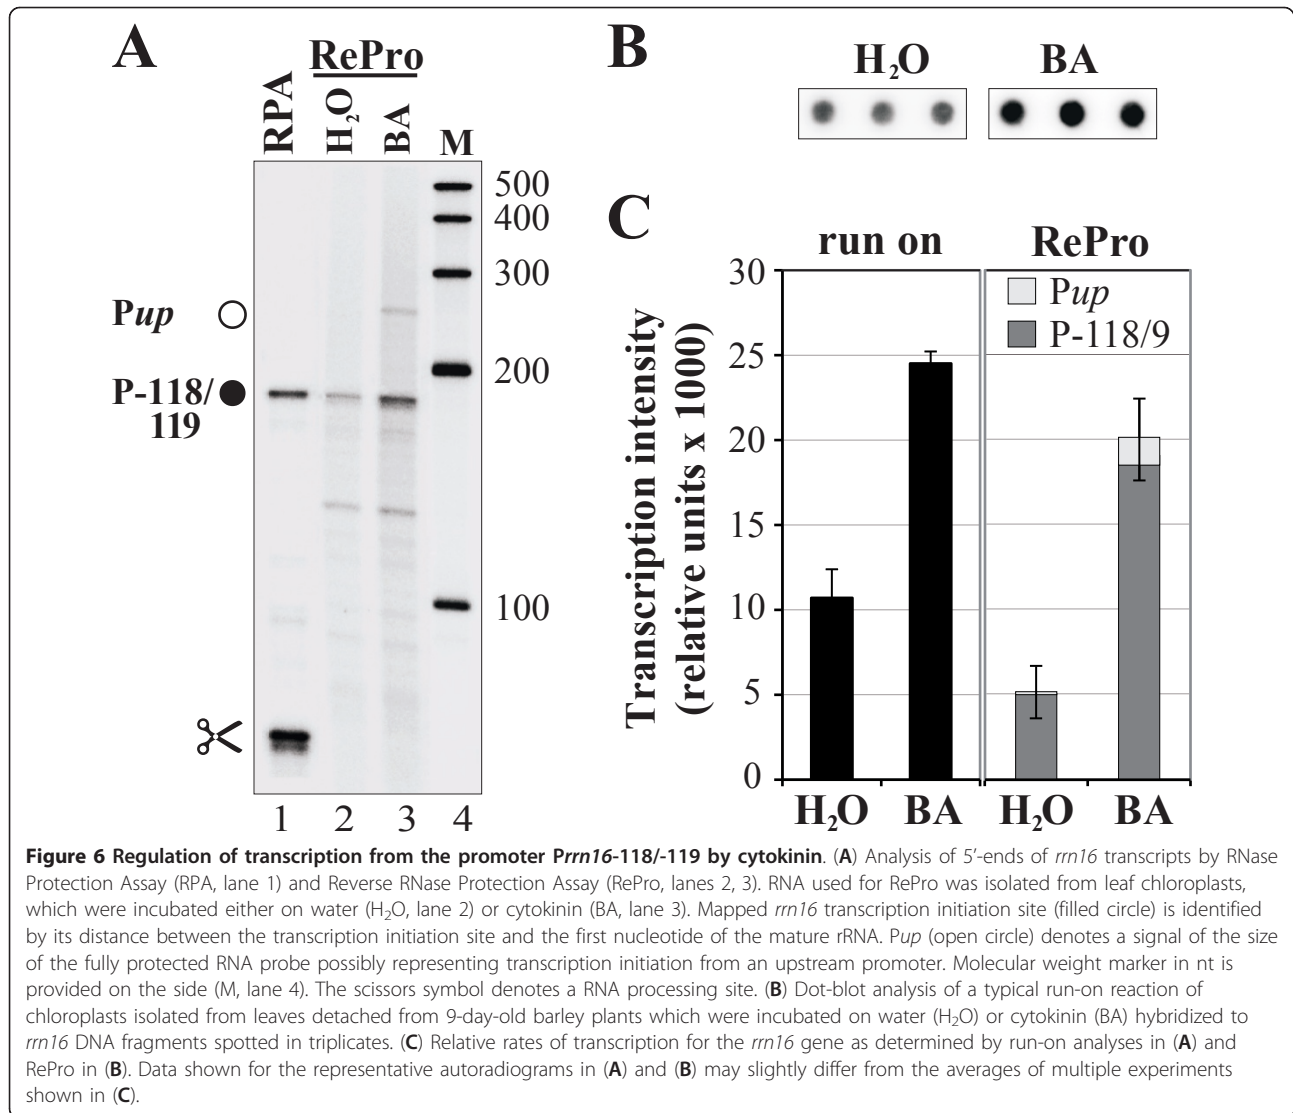 A
RePro
RPA
H₂O
BA
M
500
400
300
200
100
Pup
P-118/
119
1 2 3 4
B
H₂O BA
C
run on RePro
Transcription intensity
(relative units x 1000)
30
25
20
15
10
5
0
Pup
P-118/9
H₂O BA H₂O BA
Figure 6 Regulation of transcription from the promoter Prrn16-118/-119 by cytokinin. (A) Analysis of 5′-ends of rrn16 transcripts by RNase
Protection Assay (RPA, lane 1) and Reverse RNase Protection Assay (RePro, lanes 2, 3). RNA used for RePro was isolated from leaf chloroplasts,
which were incubated either on water (H₂O, lane 2) or cytokinin (BA, lane 3). Mapped rrn16 transcription initiation site (filled circle) is identified
by its distance between the transcription initiation site and the first nucleotide of the mature rRNA. Pup (open circle) denotes a signal of the size
of the fully protected RNA probe possibly representing transcription initiation from an upstream promoter. Molecular weight marker in nt is
provided on the side (M, lane 4). The scissors symbol denotes a RNA processing site. (B) Dot-blot analysis of a typical run-on reaction of
chloroplasts isolated from leaves detached from 9-day-old barley plants which were incubated on water (H₂O) or cytokinin (BA) hybridized to
rrn16 DNA fragments spotted in triplicates. (C) Relative rates of transcription for the rrn16 gene as determined by run-on analyses in (A) and
RePro in (B). Data shown for the representative autoradiograms in (A) and (B) may slightly differ from the averages of multiple experiments
shown in (C).